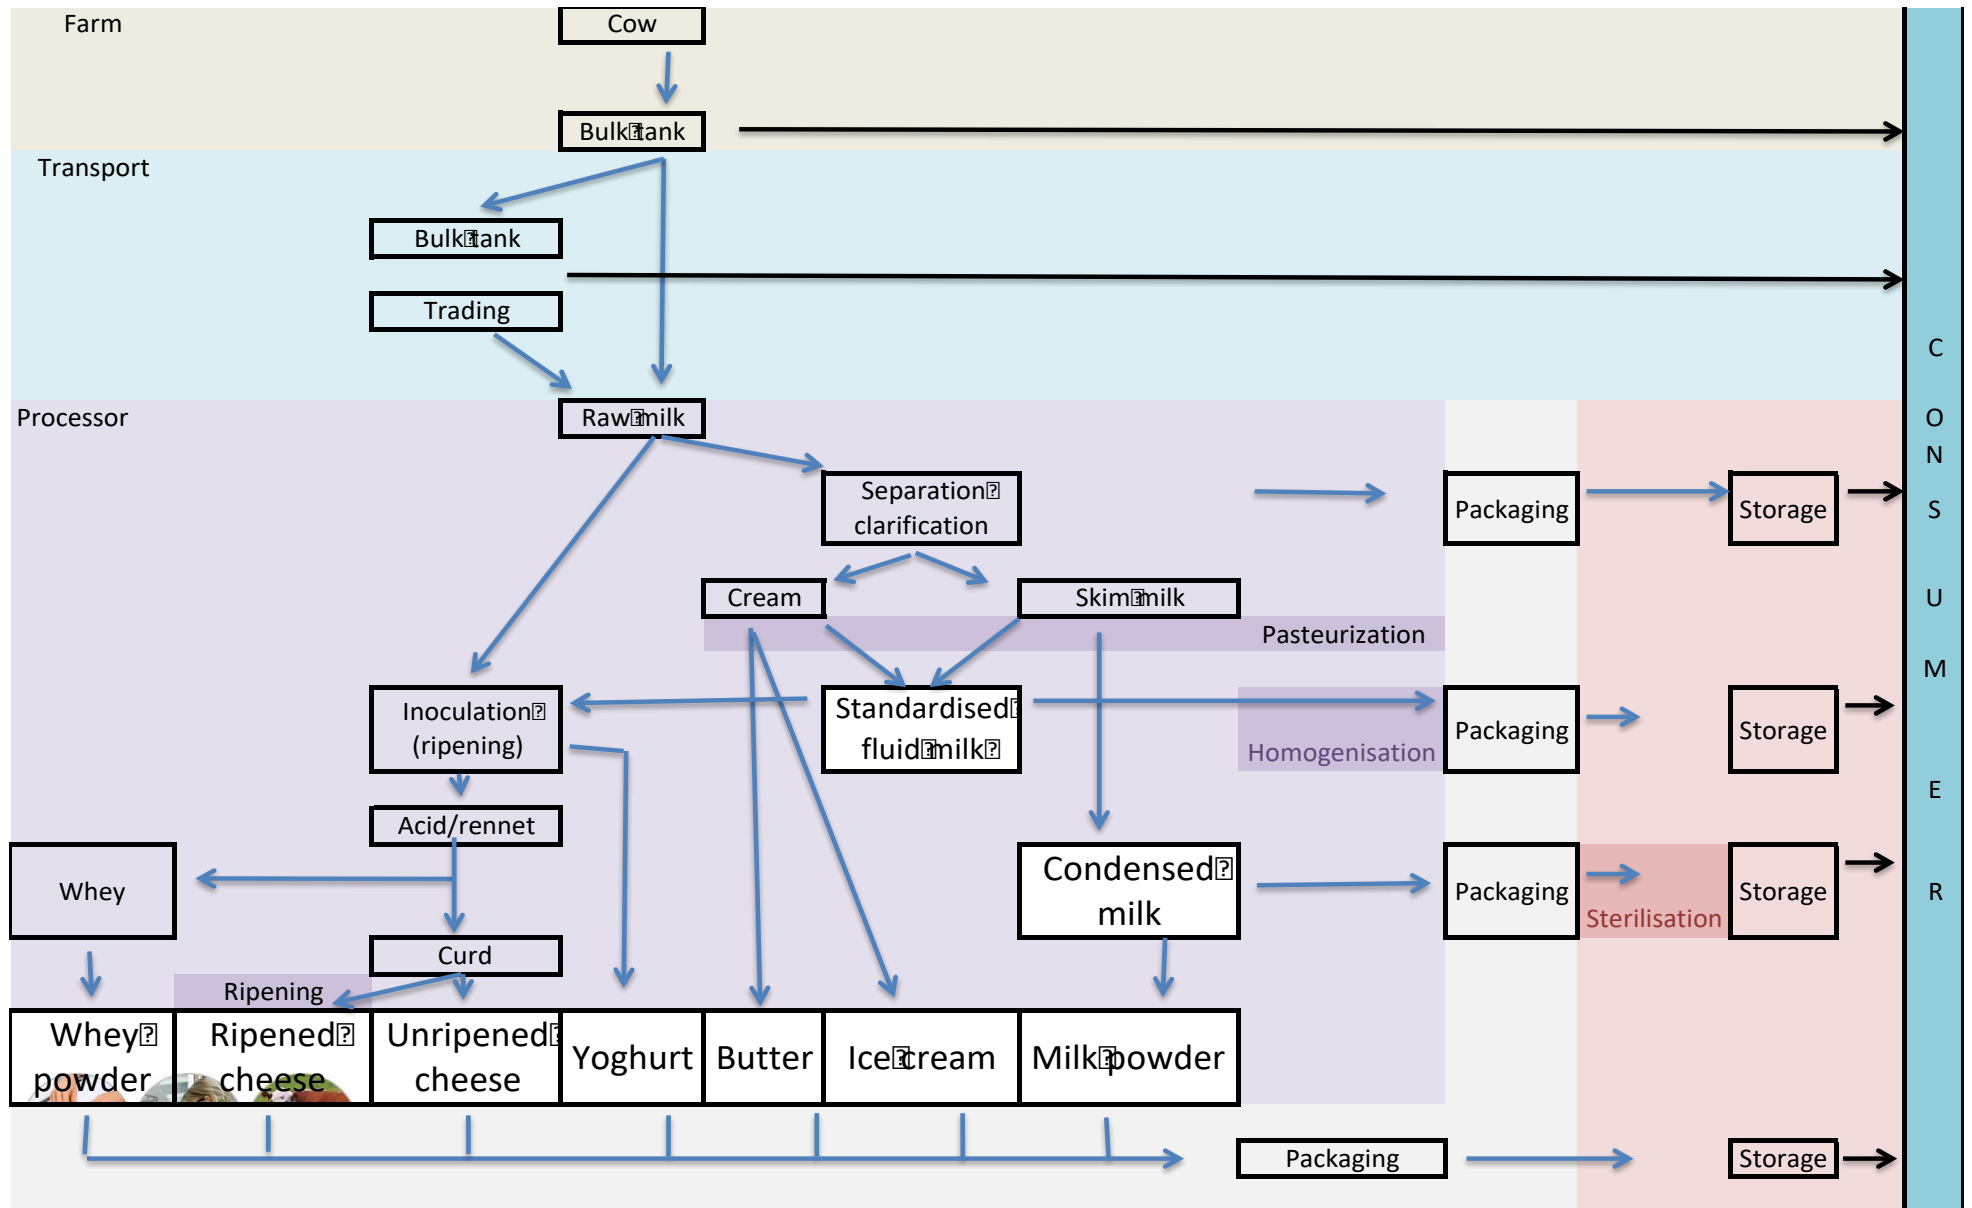 Farm
Cow
Bulk tank
Transport
Bulk tank
Trading
Processor
Raw milk
Separation
clarification
Packaging
Storage
Cream
Skim milk
Pasteurization
Inoculation
(ripening)
Standardised
fluid milk
Homogenisation
Packaging
Storage
Acid/rennet
Whey
Condensed
milk
Packaging
Sterilisation
Storage
Curd
Ripening
Whey
powder
Ripened
cheese
Unripened
cheese
Yoghurt
Butter
Ice cream
Milk powder
Packaging
Storage
C
O
N
S
U
M
E
R